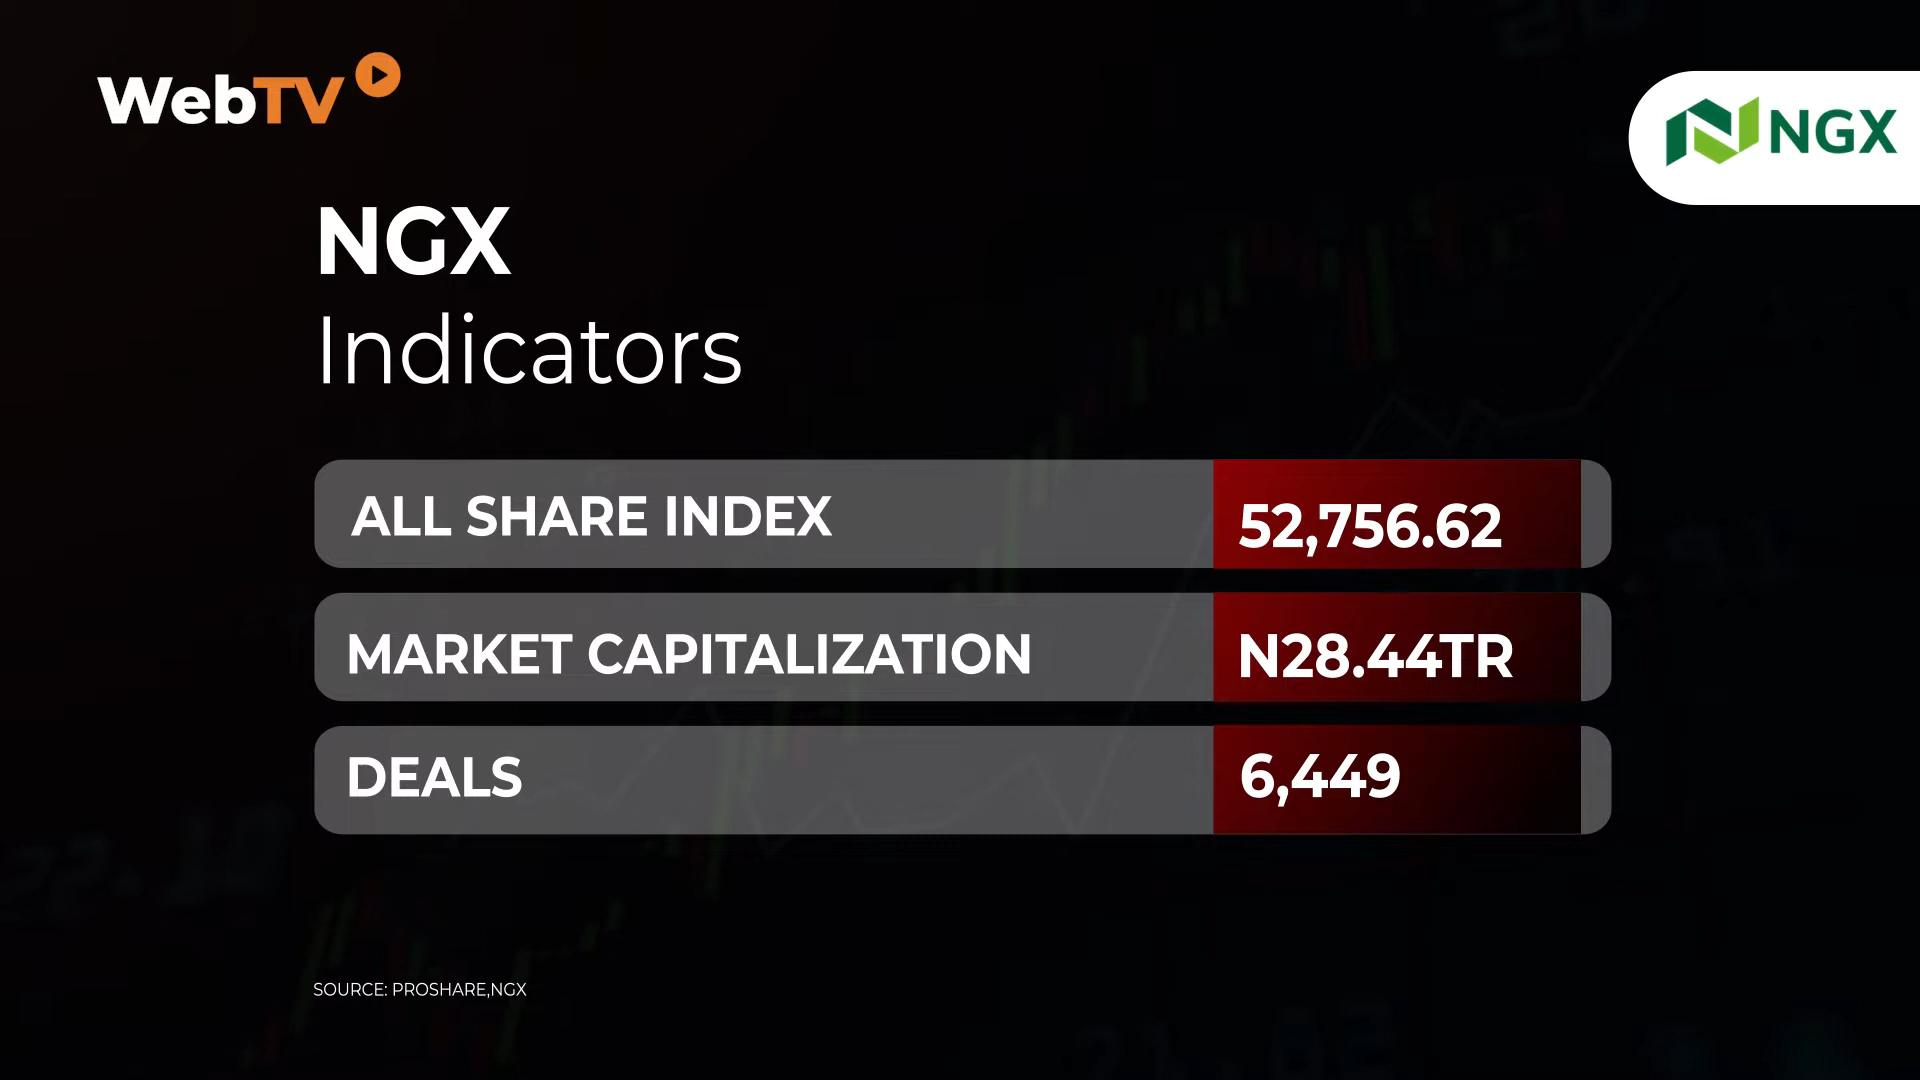 WebTV
NGX
NGX
Indicators
ALL SHARE INDEX 52,756.62
MARKET CAPITALIZATION N28.44TR
DEALS 6,449
SOURCE: PROSHARE,NGX